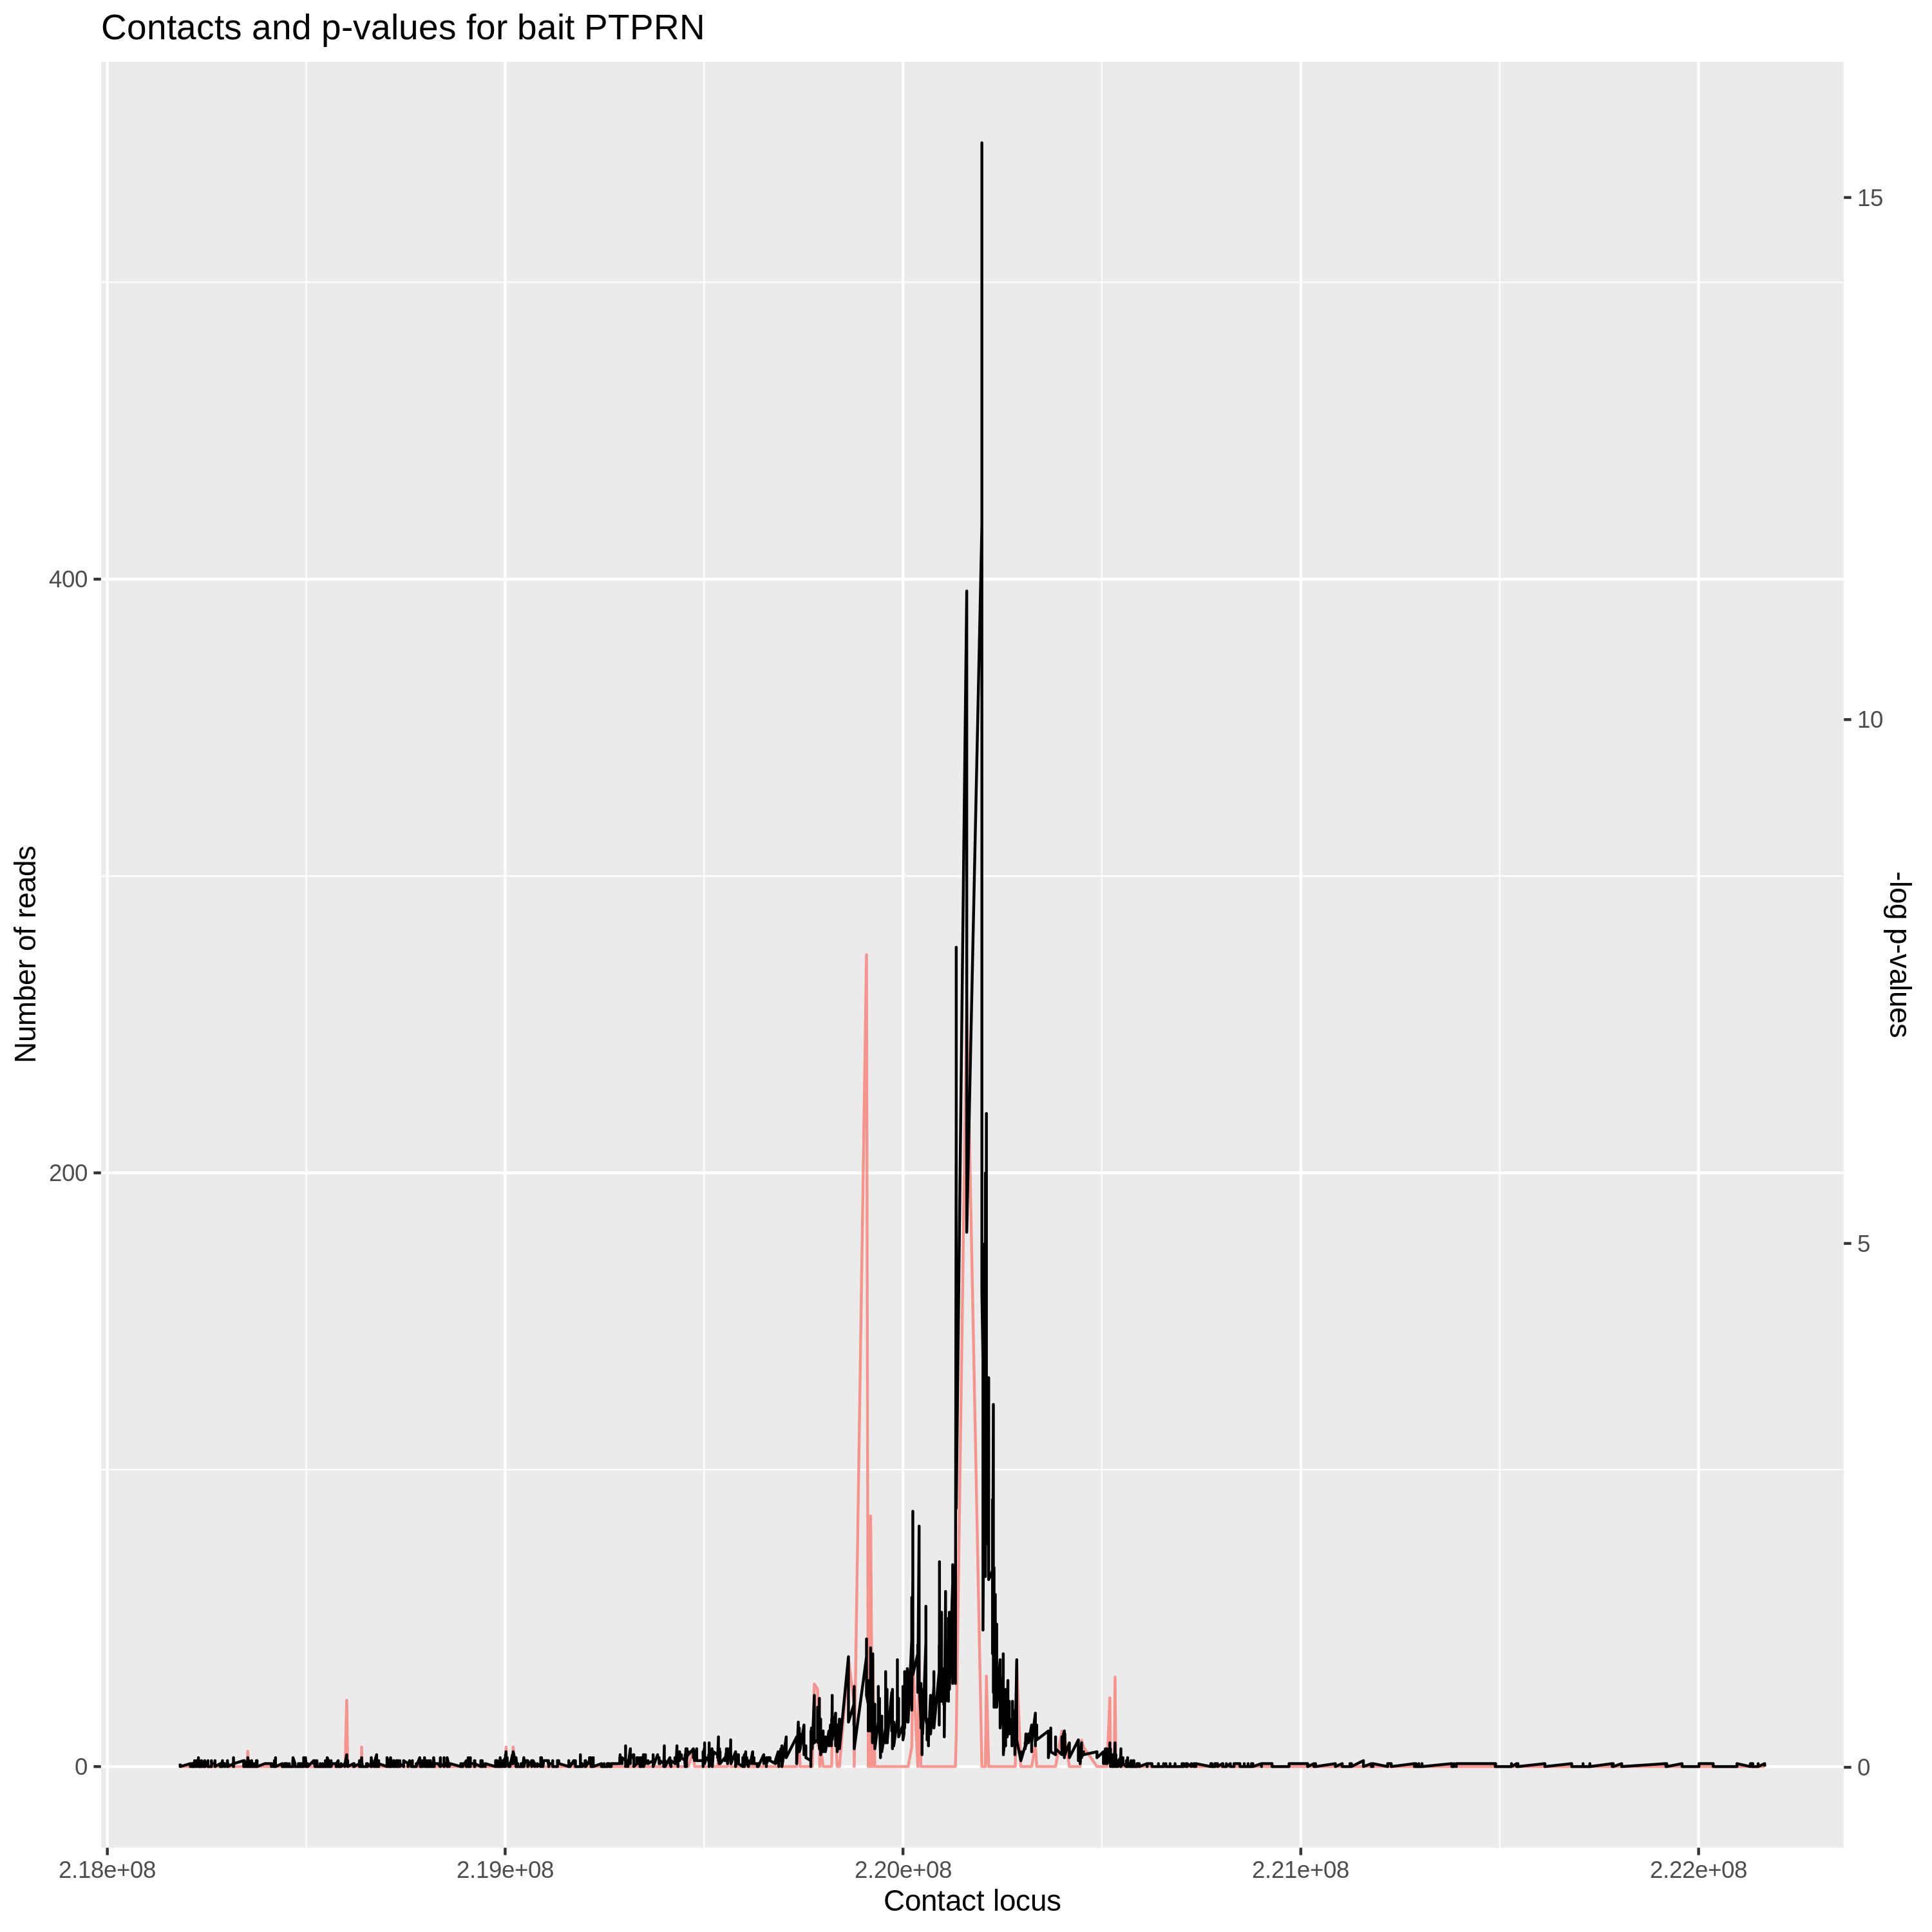 Contacts and p-values for bait PTPRN
Number of reads
400
200
0
15
10
5
0
-log p-values
2.18e+08
2.19e+08
2.20e+08
2.21e+08
2.22e+08
Contact locus